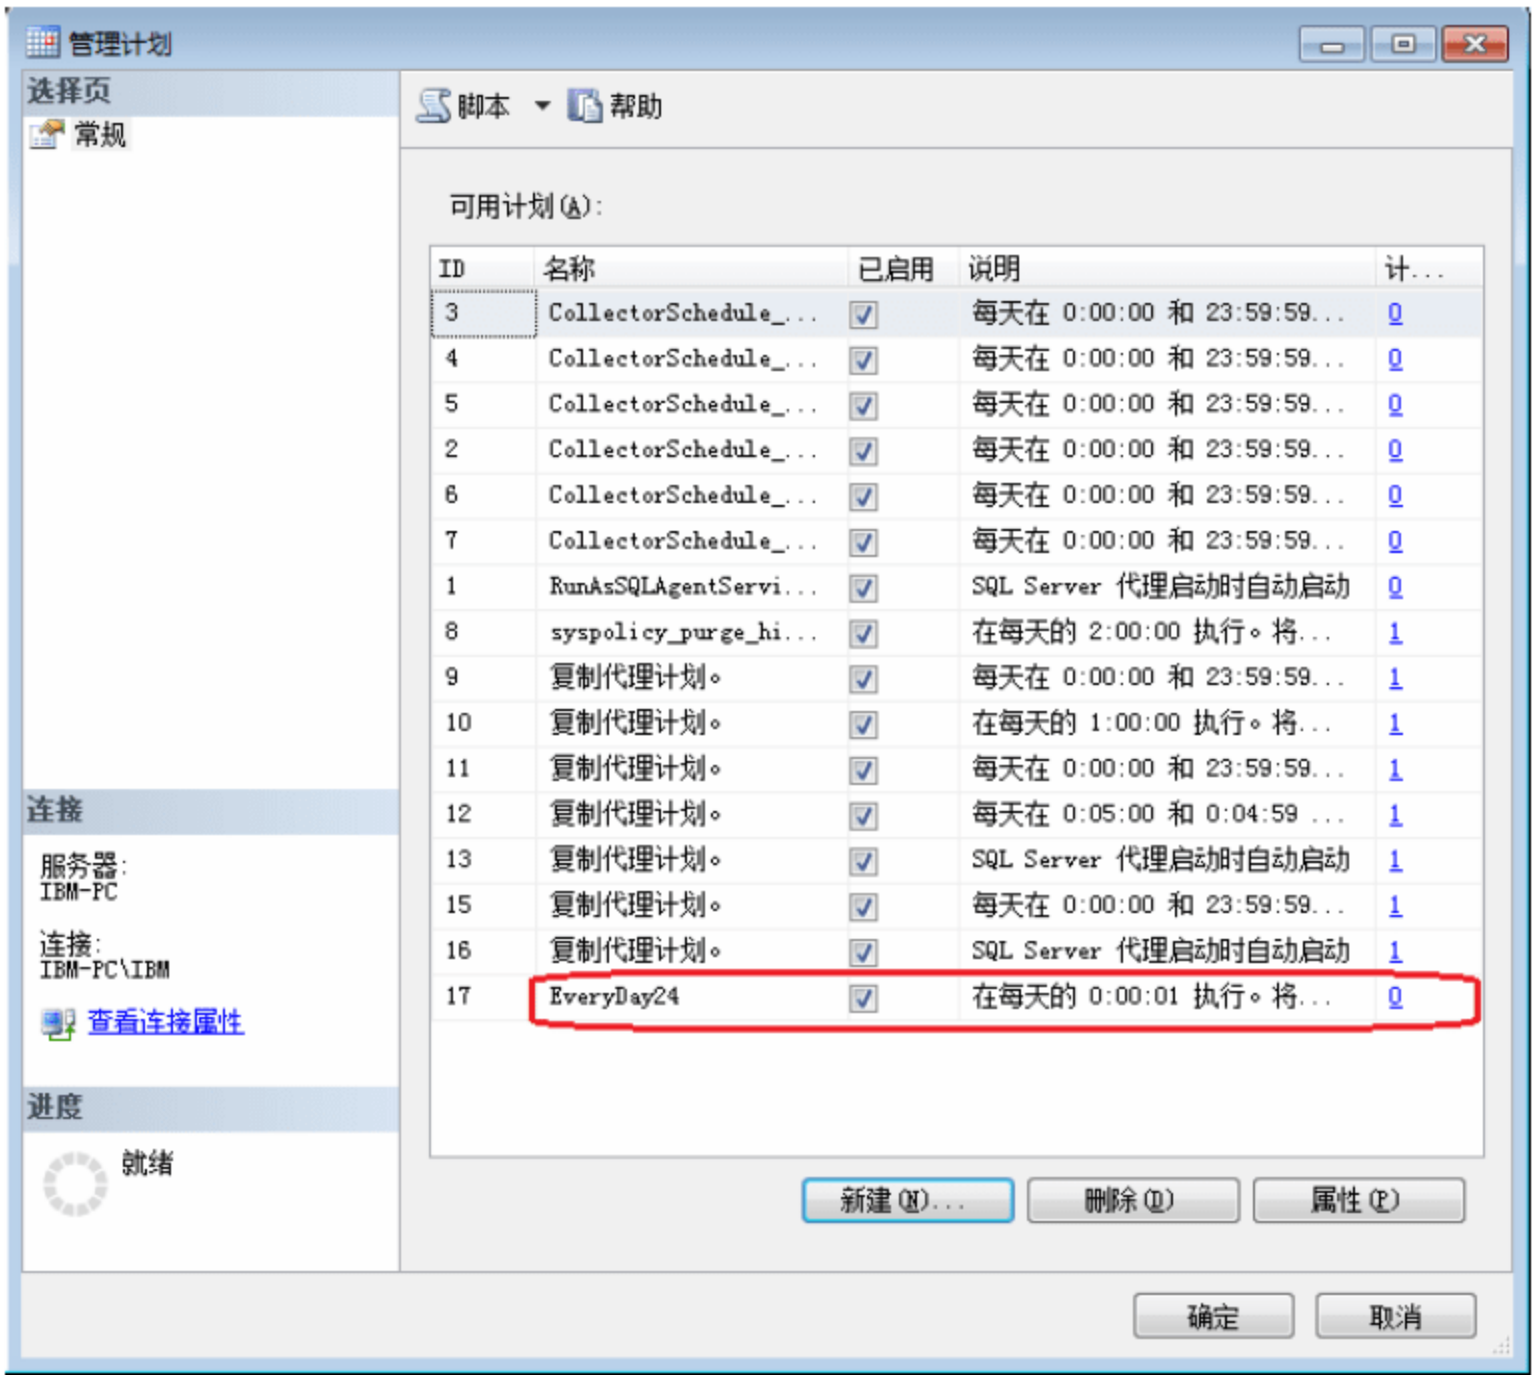 管理计划
选择页
常规
脚本 帮助
可用计划(A):
ID 名称 已启用 说明 计...
3 CollectorSchedule_... 每天在 0:00:00 和 23:59:59... 0
4 CollectorSchedule_... 每天在 0:00:00 和 23:59:59... 0
5 CollectorSchedule_... 每天在 0:00:00 和 23:59:59... 0
2 CollectorSchedule_... 每天在 0:00:00 和 23:59:59... 0
6 CollectorSchedule_... 每天在 0:00:00 和 23:59:59... 0
7 CollectorSchedule_... 每天在 0:00:00 和 23:59:59... 0
1 RunAsSQLAgentServi... SQL Server 代理启动时自动启动 0
8 syspolicy_purge_hi... 在每天的 2:00:00 执行。将... 1
9 复制代理计划。 每天在 0:00:00 和 23:59:59... 1
10 复制代理计划。 在每天的 1:00:00 执行。将... 1
11 复制代理计划。 每天在 0:00:00 和 23:59:59... 1
12 复制代理计划。 每天在 0:05:00 和 0:04:59 ... 1
13 复制代理计划。 SQL Server 代理启动时自动启动 1
15 复制代理计划。 每天在 0:00:00 和 23:59:59... 1
16 复制代理计划。 SQL Server 代理启动时自动启动 1
17 EveryDay24 在每天的 0:00:01 执行。将... 0
连接
服务器:
IBM-PC
连接:
IBM-PC\IBM
查看连接属性
进度
就绪
新建(N)... 删除(D) 属性(P)
确定 取消